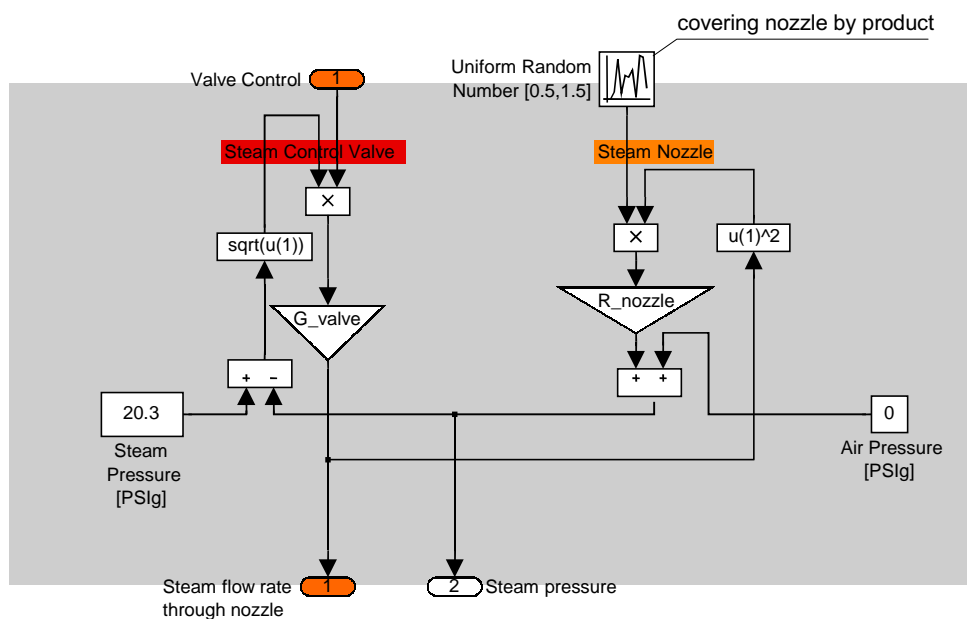 covering nozzle by product
Valve Control
1
Uniform Random
Number [0.5,1.5]
Steam Control Valve
Steam Nozzle
×
sqrt(u(1))
×
u(1)^2
G_valve
R_nozzle
+ −
+ +
20.3
0
Steam
Pressure
[PSIg]
Air Pressure
[PSIg]
Steam flow rate
through nozzle
1
2
Steam pressure